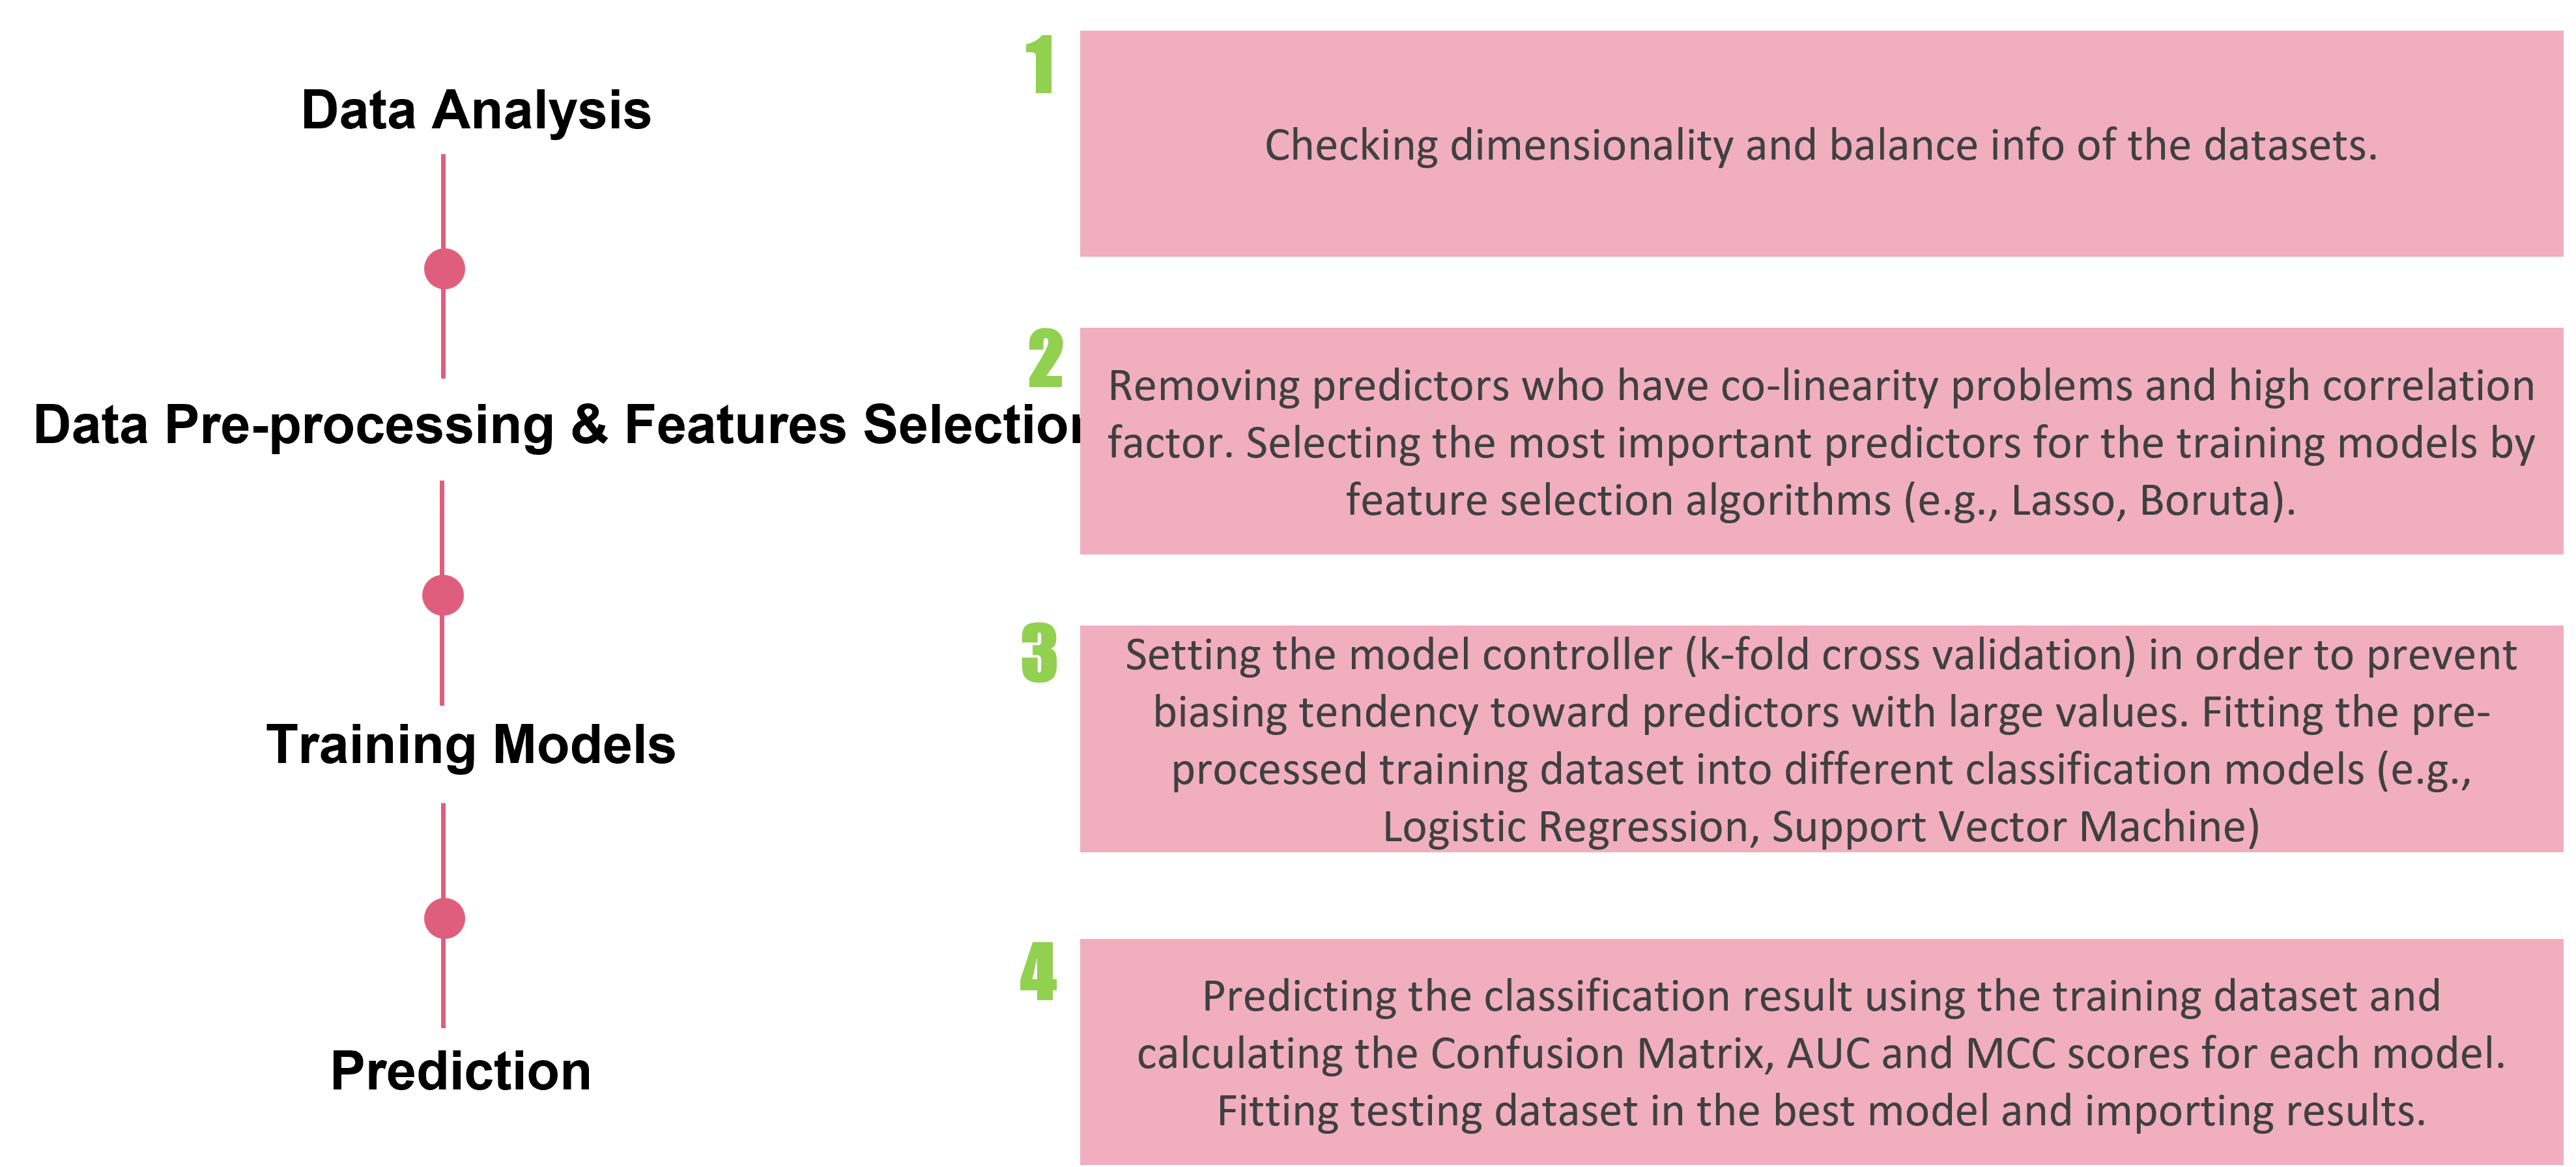 Data Analysis
1
Checking dimensionality and balance info of the datasets.
Data Pre-processing & Features Selection
2
Removing predictors who have co-linearity problems and high correlation
factor. Selecting the most important predictors for the training models by
feature selection algorithms (e.g., Lasso, Boruta).
Training Models
3
Setting the model controller (k-fold cross validation) in order to prevent
biasing tendency toward predictors with large values. Fitting the pre-
processed training dataset into different classification models (e.g.,
Logistic Regression, Support Vector Machine)
Prediction
4
Predicting the classification result using the training dataset and
calculating the Confusion Matrix, AUC and MCC scores for each model.
Fitting testing dataset in the best model and importing results.